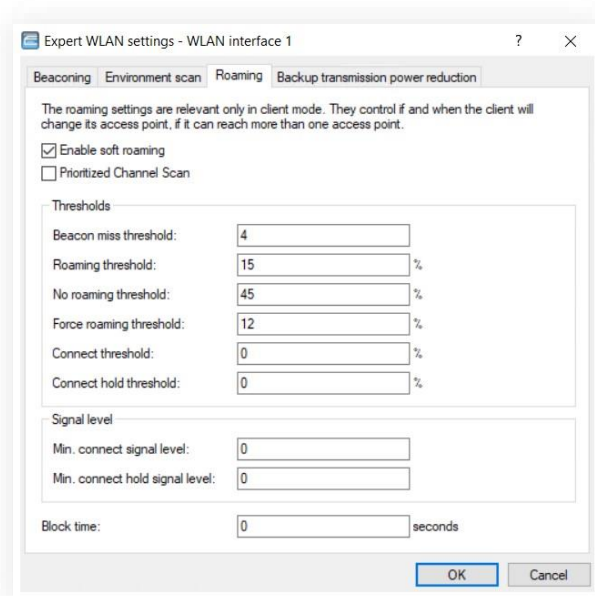 Expert WLAN settings - WLAN interface 1 ?
Beaconing Environment scan Roaming Backup transmission power reduction
The roaming settings are relevant only in client mode. They control if and when the client will
change its access point, if it can reach more than one access point.
Enable soft roaming
Prioritized Channel Scan
Thresholds
Beacon miss threshold: 4
Roaming threshold: 15 %
No roaming threshold: 45 %
Force roaming threshold: 12 %
Connect threshold: 0 %
Connect hold threshold: 0 %
Signal level
Min. connect signal level: 0
Min. connect hold signal level: 0
Block time: 0 seconds
OK Cancel